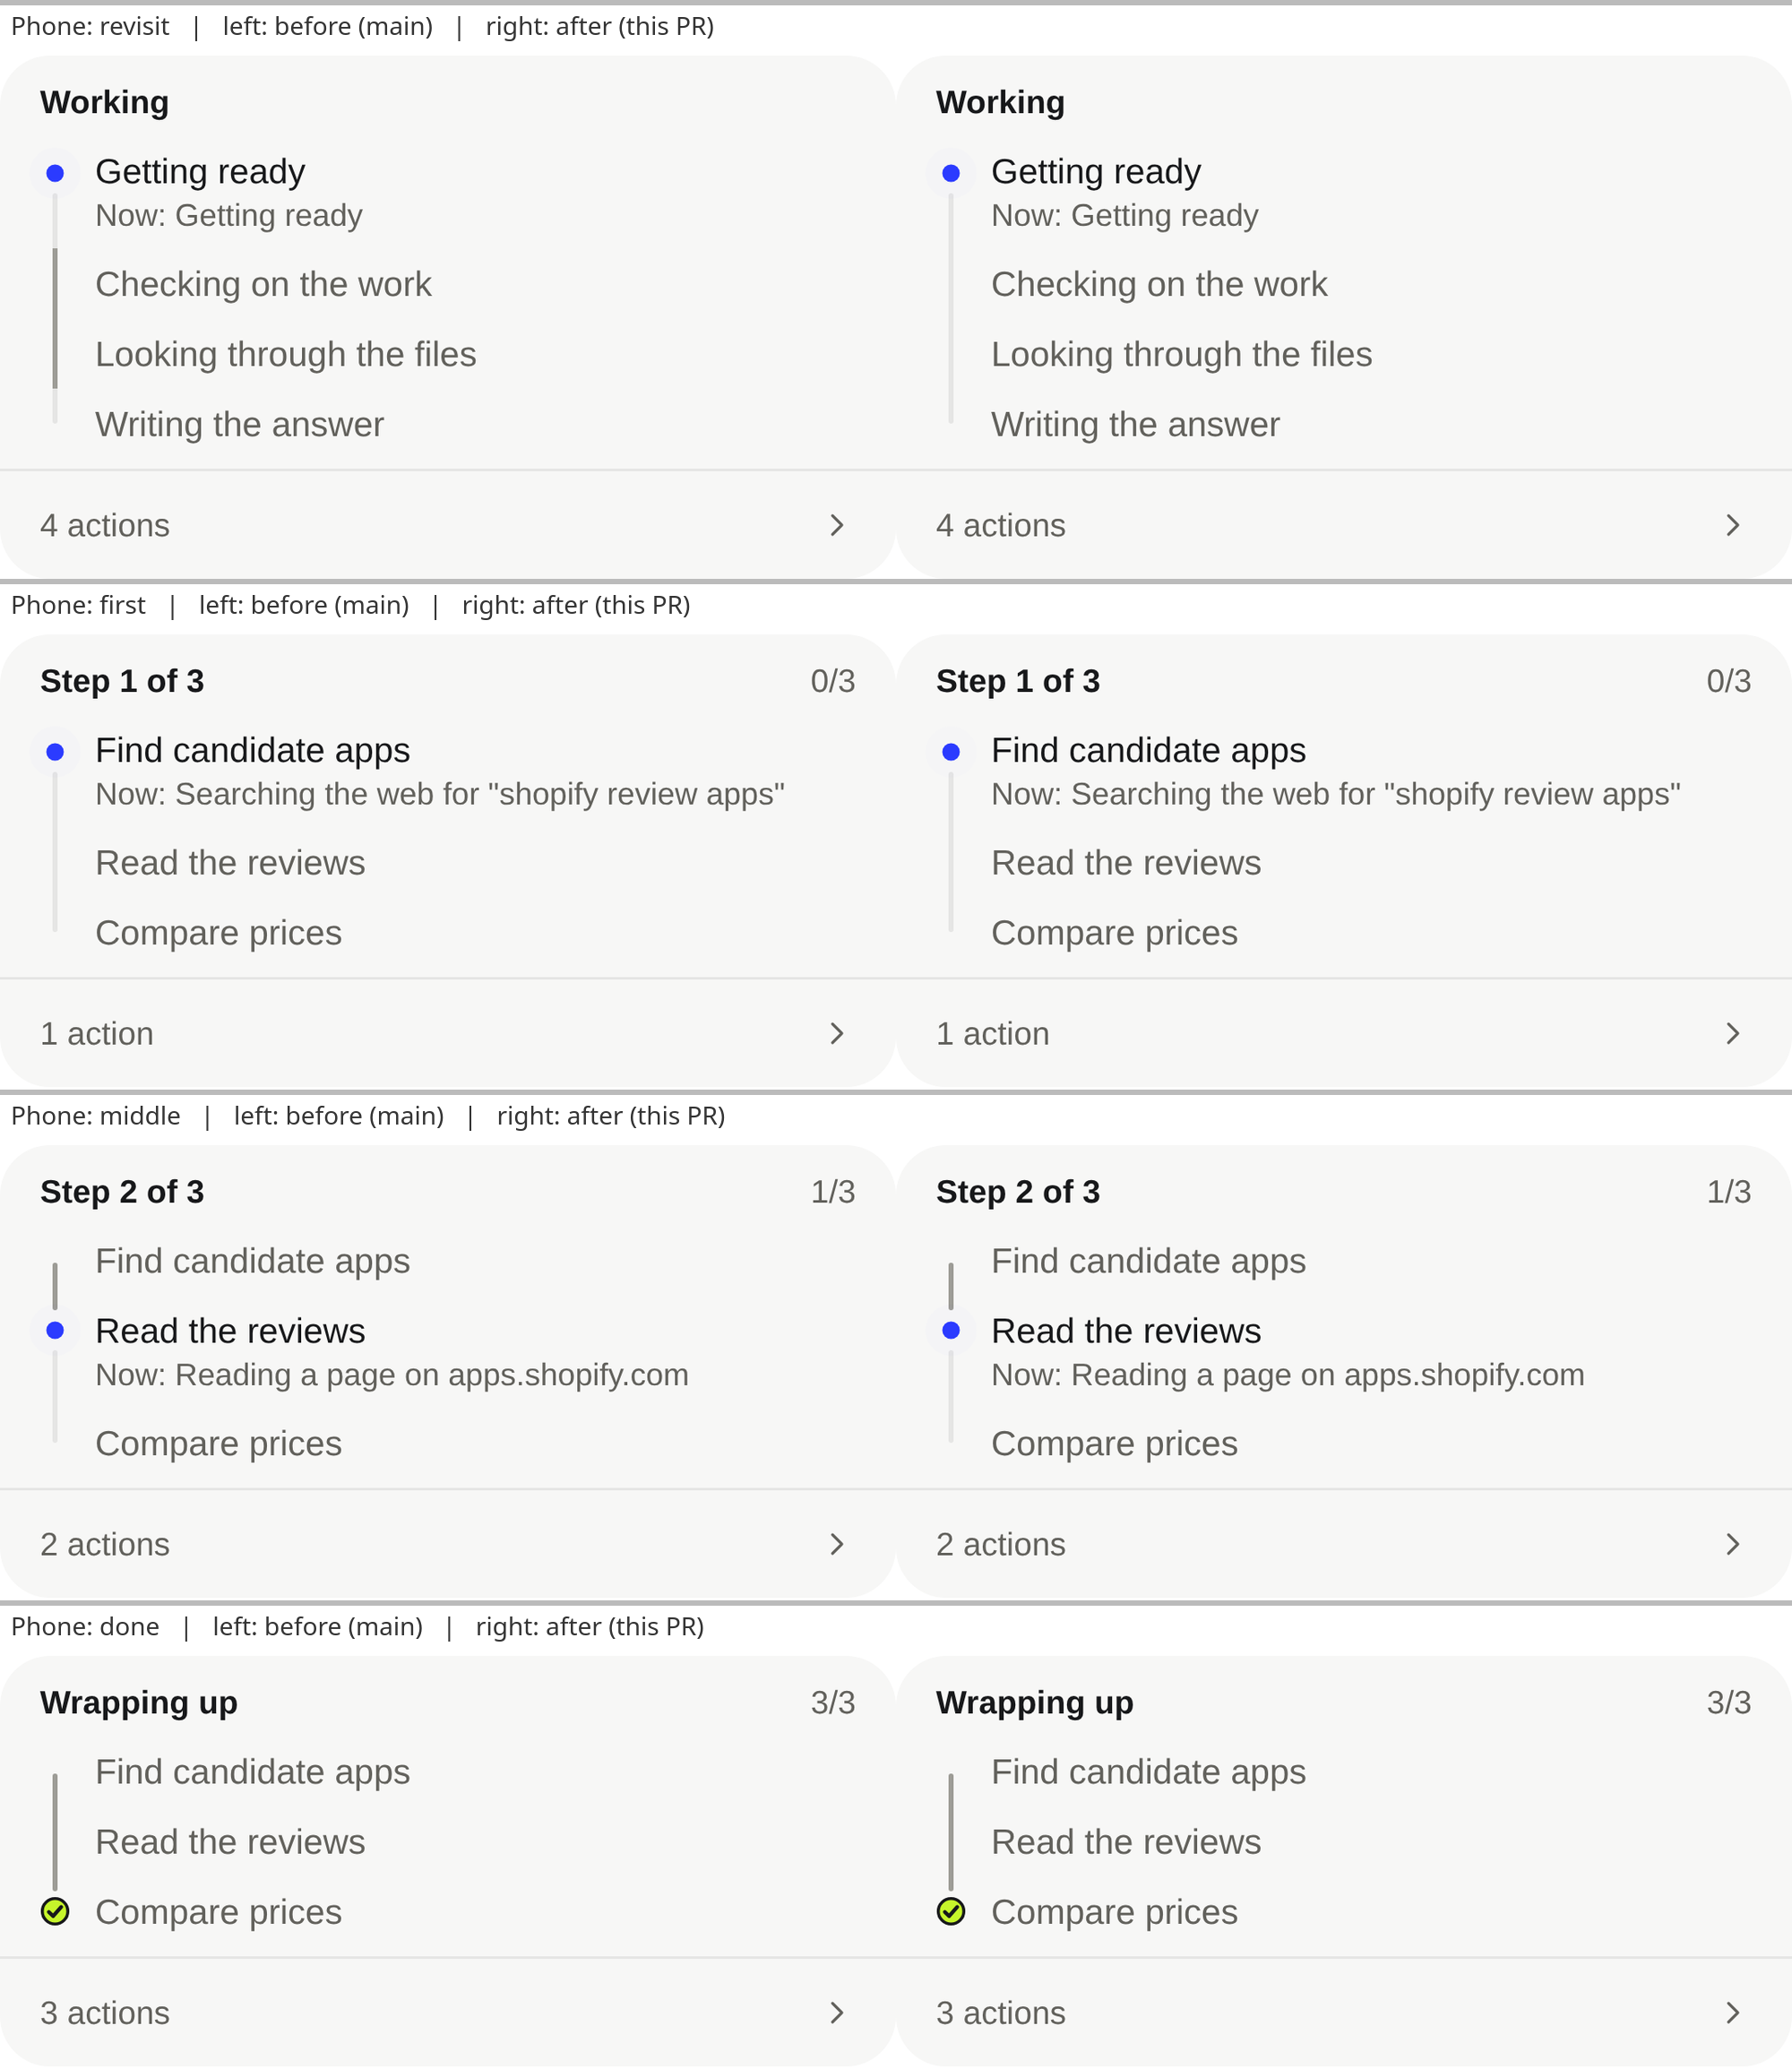 Phone: revisit | left: before (main) | right: after (this PR)
Working
Getting ready
Now: Getting ready
Checking on the work
Looking through the files
Writing the answer
4 actions
Working
Getting ready
Now: Getting ready
Checking on the work
Looking through the files
Writing the answer
4 actions
Phone: first | left: before (main) | right: after (this PR)
Step 1 of 3 0/3
Find candidate apps
Now: Searching the web for "shopify review apps"
Read the reviews
Compare prices
1 action
Step 1 of 3 0/3
Find candidate apps
Now: Searching the web for "shopify review apps"
Read the reviews
Compare prices
1 action
Phone: middle | left: before (main) | right: after (this PR)
Step 2 of 3 1/3
Find candidate apps
Read the reviews
Now: Reading a page on apps.shopify.com
Compare prices
2 actions
Step 2 of 3 1/3
Find candidate apps
Read the reviews
Now: Reading a page on apps.shopify.com
Compare prices
2 actions
Phone: done | left: before (main) | right: after (this PR)
Wrapping up 3/3
Find candidate apps
Read the reviews
Compare prices
3 actions
Wrapping up 3/3
Find candidate apps
Read the reviews
Compare prices
3 actions